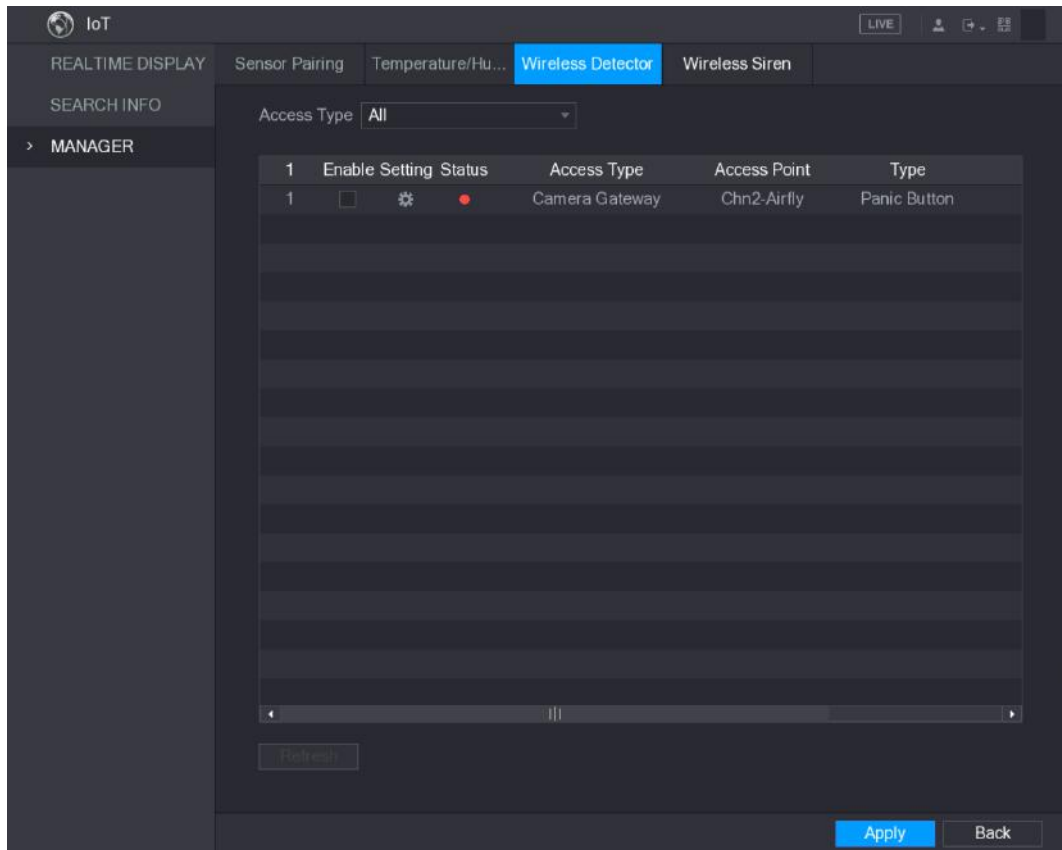 IoT
LIVE
REALTIME DISPLAY
SEARCH INFO
MANAGER
Sensor Pairing Temperature/Hu... Wireless Detector Wireless Siren
Access Type All
1 Enable Setting Status Access Type Access Point Type
1 Camera Gateway Chn2-Airfly Panic Button
Refresh
Apply Back